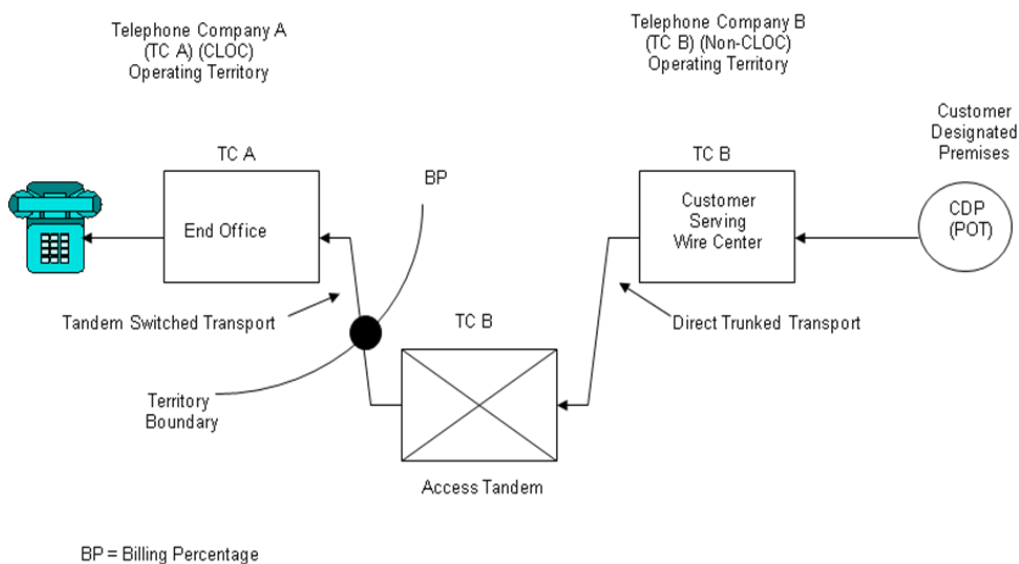 Telephone Company A
(TC A) (CLOC)
Operating Territory
Telephone Company B
(TC B) (Non-CLOC)
Operating Territory
Customer
Designated
Premises
TC A
BP
TC B
End Office
Customer
Serving
Wire Center
CDP
(POT)
Tandem Switched Transport
TC B
Direct Trunked Transport
Territory
Boundary
Access Tandem
BP = Billing Percentage